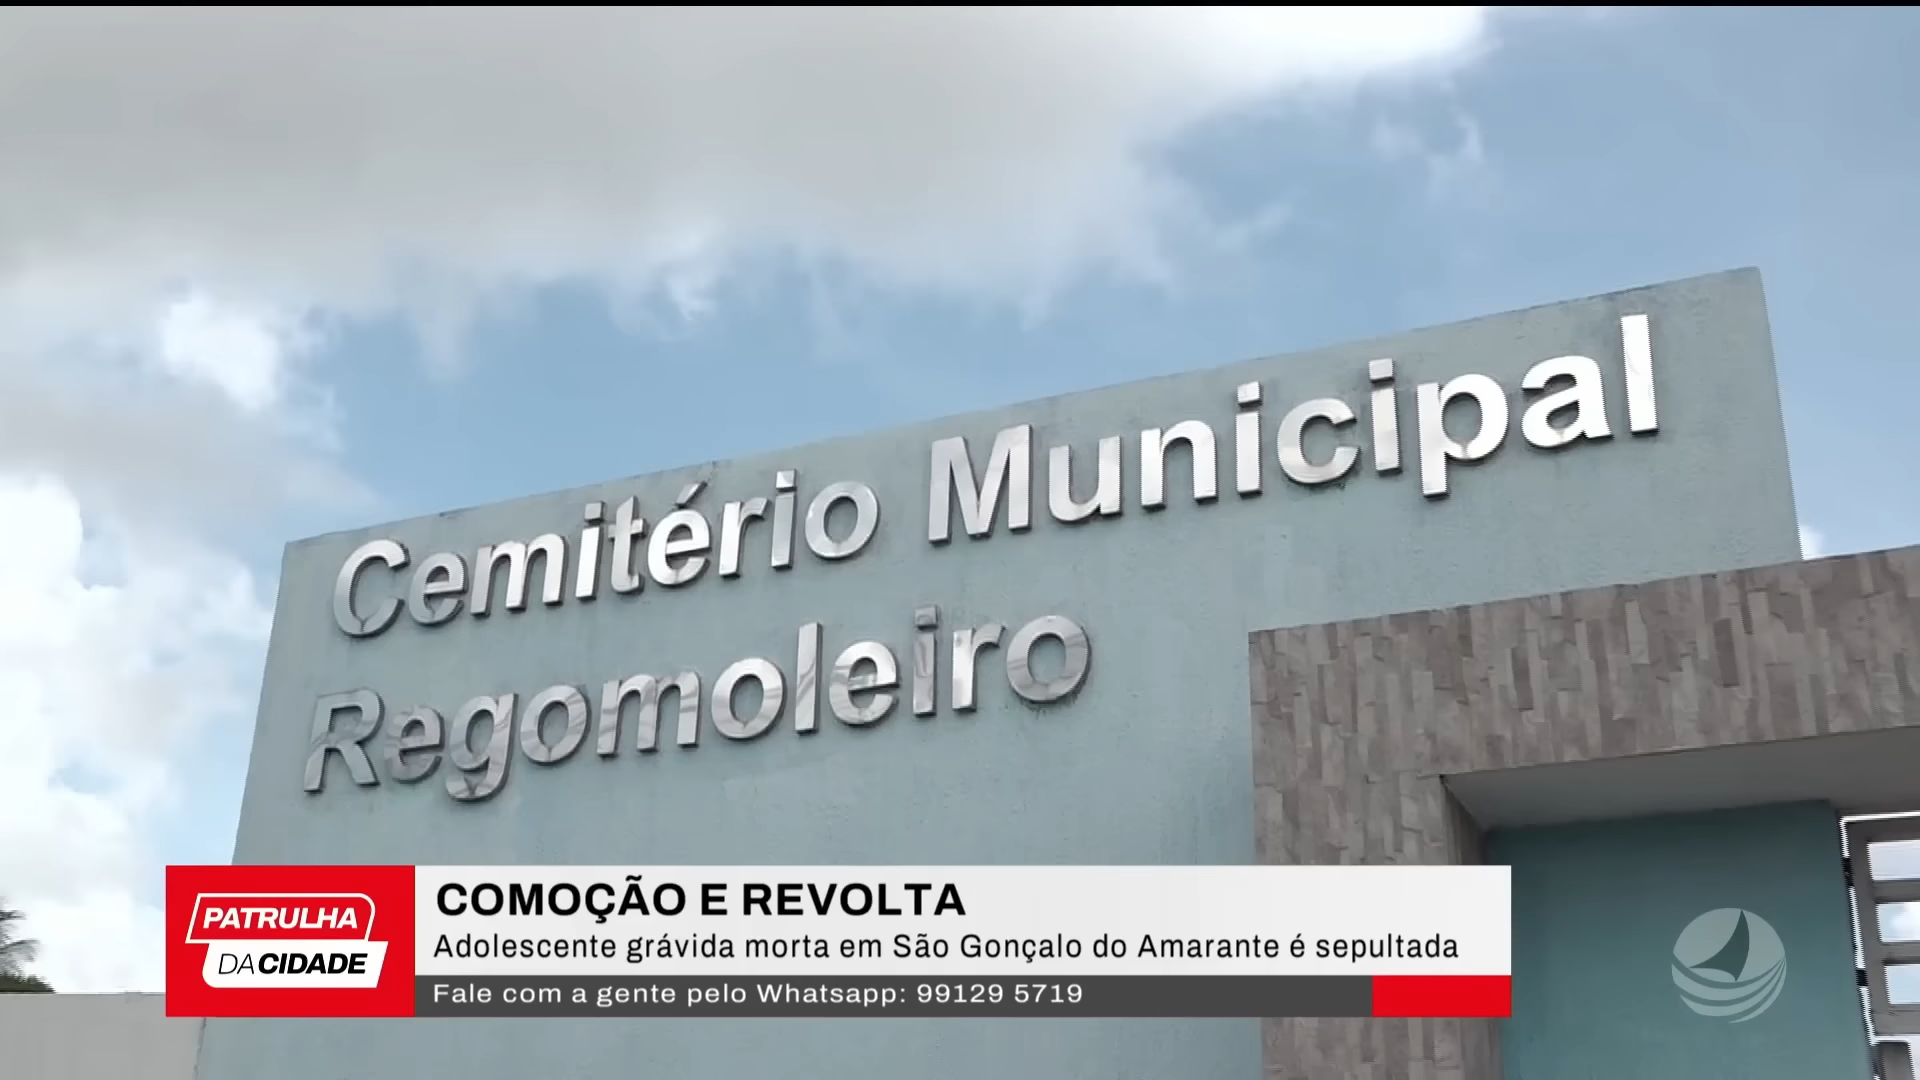 Cemitério Municipal
Regomoleiro
PATRULHA
DA CIDADE
COMOÇÃO E REVOLTA
Adolescente grávida morta em São Gonçalo do Amarante é sepultada
Fale com a gente pelo Whatsapp: 99129 5719